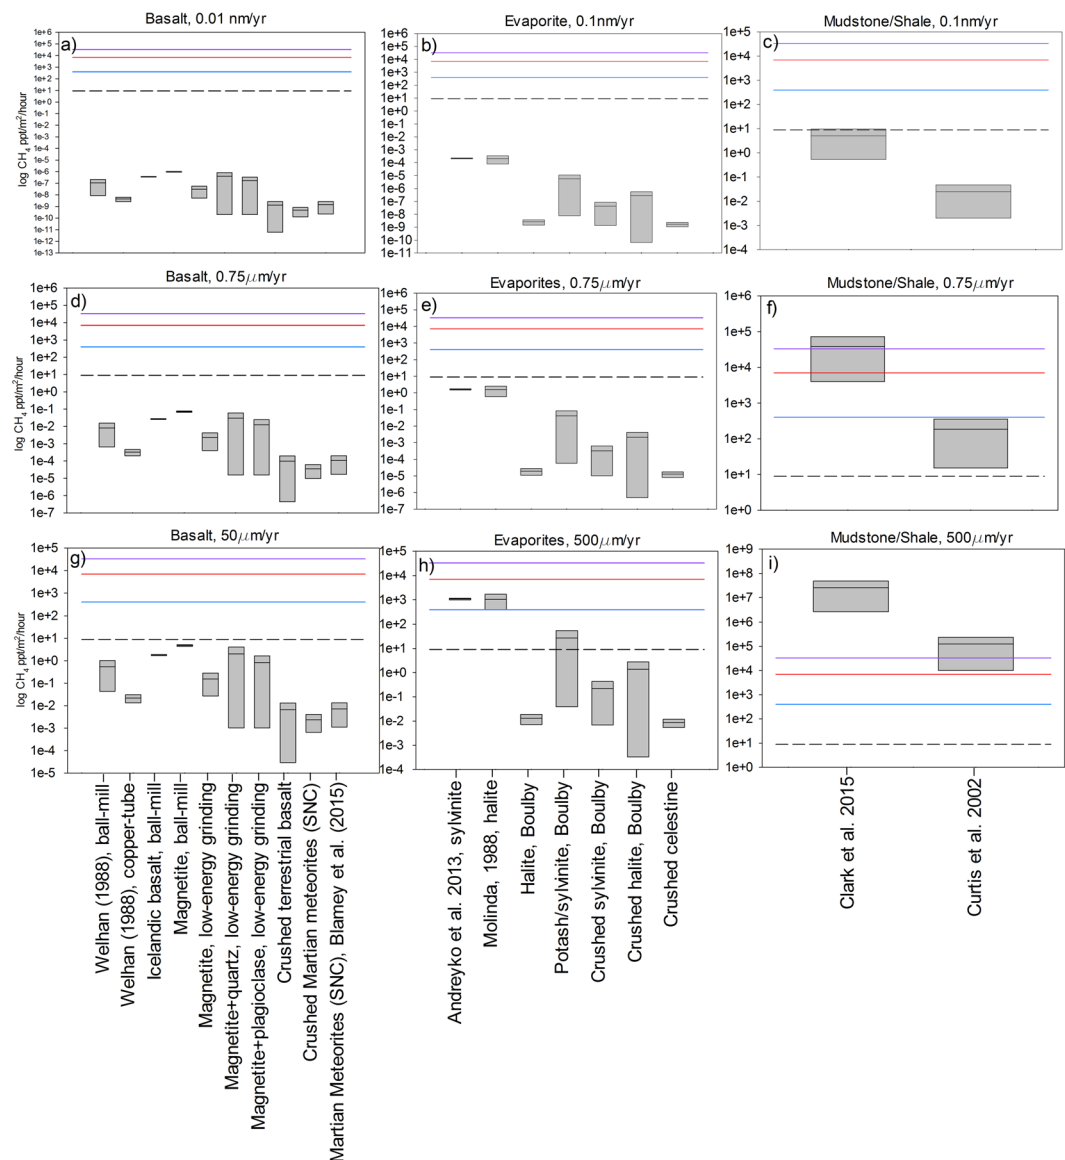 Basalt, 0.01 nm/yr
a)
log CH4 ppt/m²/hour
1e+6
1e+5
1e+4
1e+3
1e+2
1e+1
1e+0
1e-1
1e-2
1e-3
1e-4
1e-5
1e-6
1e-7
1e-8
1e-9
1e-10
1e-11
1e-12
1e-13
Evaporite, 0.1nm/yr
b)
1e+6
1e+5
1e+4
1e+3
1e+2
1e+1
1e+0
1e-1
1e-2
1e-3
1e-4
1e-5
1e-6
1e-7
1e-8
1e-9
1e-10
1e-11
Mudstone/Shale, 0.1nm/yr
c)
1e+5
1e+4
1e+3
1e+2
1e+1
1e+0
1e-1
1e-2
1e-3
1e-4
Basalt, 0.75μm/yr
d)
log CH4 ppt/m²/hour
1e+6
1e+5
1e+4
1e+3
1e+2
1e+1
1e+0
1e-1
1e-2
1e-3
1e-4
1e-5
1e-6
1e-7
Evaporites, 0.75μm/yr
e)
1e+6
1e+5
1e+4
1e+3
1e+2
1e+1
1e+0
1e-1
1e-2
1e-3
1e-4
1e-5
1e-6
1e-7
Mudstone/Shale, 0.75μm/yr
f)
1e+6
1e+5
1e+4
1e+3
1e+2
1e+1
1e+0
Basalt, 50μm/yr
g)
log CH4 ppt/m²/hour
1e+5
1e+4
1e+3
1e+2
1e+1
1e+0
1e-1
1e-2
1e-3
1e-4
1e-5
Evaporites, 500μm/yr
h)
1e+5
1e+4
1e+3
1e+2
1e+1
1e+0
1e-1
1e-2
1e-3
1e-4
Mudstone/Shale, 500μm/yr
i)
1e+9
1e+8
1e+7
1e+6
1e+5
1e+4
1e+3
1e+2
1e+1
1e+0
Welhan (1988), ball-mill
Welhan (1988), copper-tube
Icelandic basalt, ball-mill
Magnetite, ball-mill
Magnetite, low-energy grinding
Magnetite+quartz, low-energy grinding
Magnetite+plagioclase, low-energy grinding
Crushed terrestrial basalt
Crushed Martian meteorites (SNC)
Martian Meteorites (SNC), Blamey et al. (2015)
Andreyko et al. 2013, sylvinite
Molinda, 1988, halite
Halite, Boulby
Potash/sylvinite, Boulby
Crushed sylvinite, Boulby
Crushed halite, Boulby
Crushed celestine
Clark et al. 2015
Curtis et al. 2002